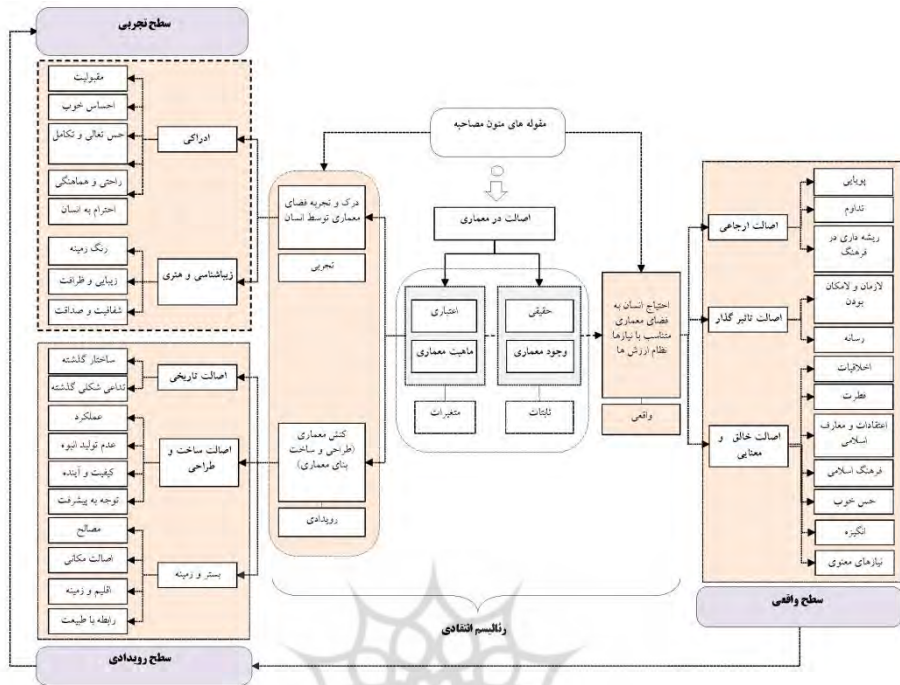 سطح تجربی
مقوله های متون مصاحبه
اصالت در معماری
حقیقی
وجود معماری
ثابتات
اعتباری
ماهیت معماری
متغیرات
احتیاج انسان به
فضای معماری
متناسب با نیازها
نظام ارزش ها
واقعی
اصالت ارجاعی
پویایی
تداوم
ریشه داری در
فرهنگ
اصالت تاثیر گذار
لازمان و لامکان
بودن
رسانه
اصالت خالق و
معنایی
اخلاقیات
فطرت
اعتقادات و معارف
اسلامی
فرهنگ اسلامی
حس خوب
انگیزه
نیازهای معنوی
سطح واقعی
درک و تجربه فضای
معماری توسط انسان
تجربی
کنش معماری
(طراحی و ساخت
بنای معماری)
رویدادی
ادراکی
مقبولیت
احساس خوب
حس تعالی و تکامل
راحتی و هماهنگی
احترام به انسان
زیباشناسی و هنری
رنگ زمینه
زیبایی و ظرافت
شفافیت و صداقت
اصالت تاریخی
ساختار گذشته
تداعی شکلی گذشته
اصالت ساخت و
طراحی
عملکرد
عدم تولید انبوه
کیفیت و آینده
توجه به پیشرفت
بستر و زمینه
مصالح
اصالت مکانی
اقلیم و زمینه
رابطه با طبیعت
رئالیسم انتقادی
سطح رویدادی